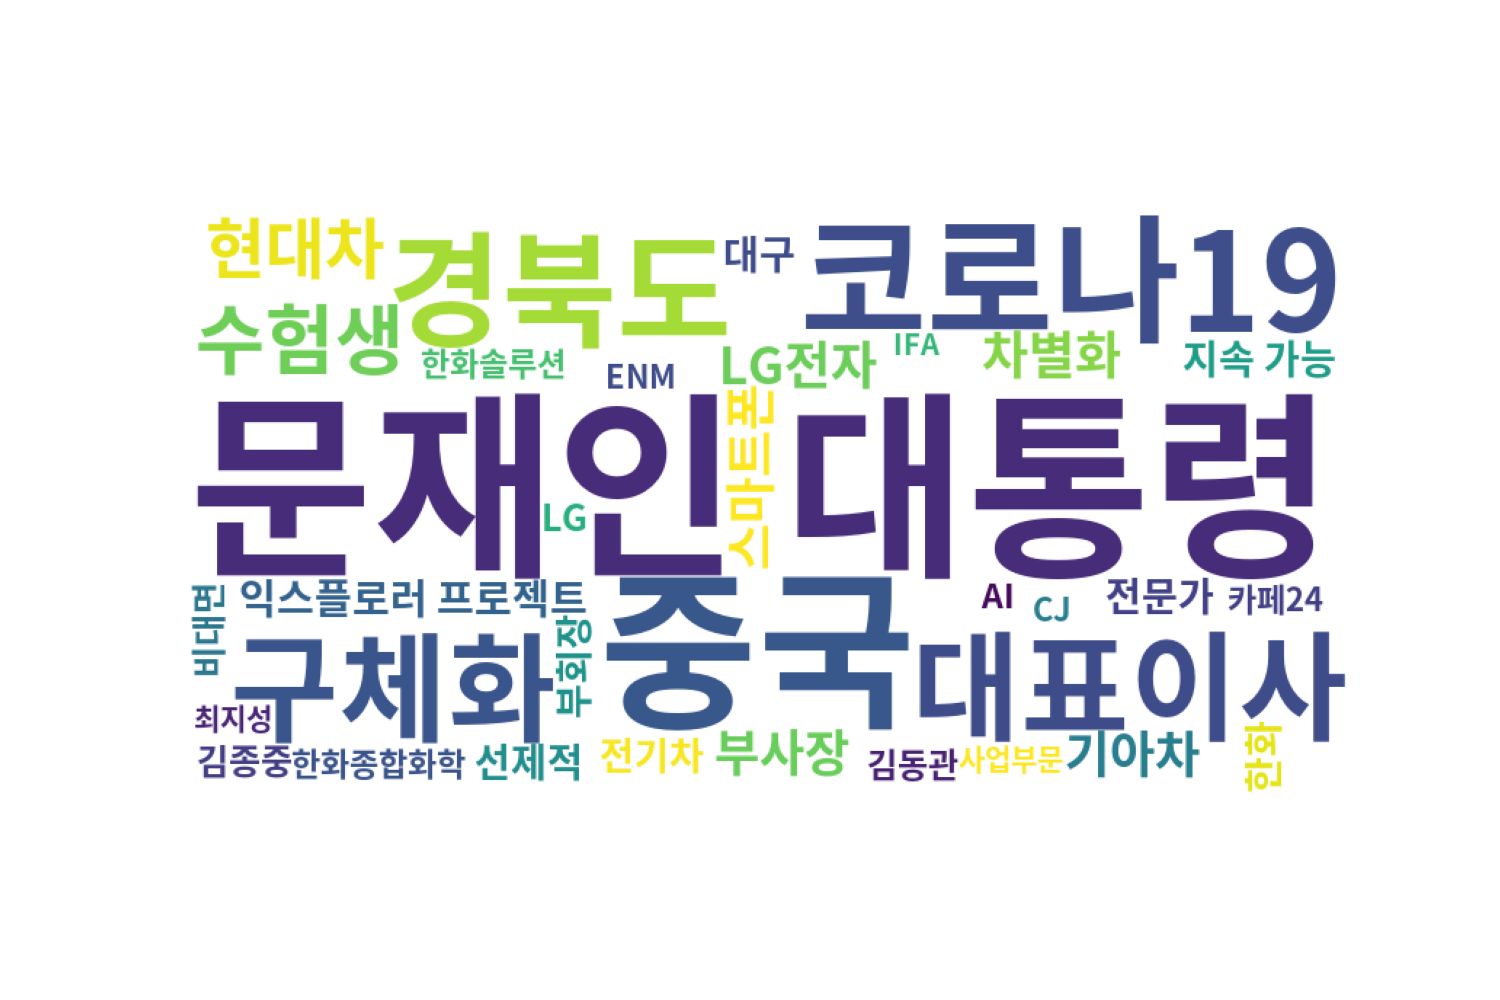 현대차
경북도
대구
코로나19
수험생
한화솔루션
ENM
LG전자
IFA
차별화
지속 가능
문재인 대통령
스마트폰
LG
비대면
익스플로러 프로젝트
중국
AI
CJ
전문가
카페24
구체화
부회장
대표이사
최지성
김종중
한화종합화학
선제적
전기차
부사장
김동관
사업부문
기아차
한화